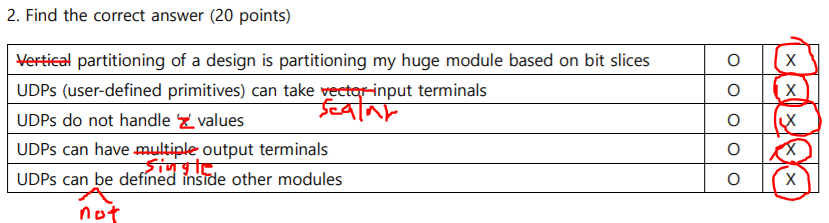 2. Find the correct answer (20 points)
Vertical partitioning of a design is partitioning my huge module based on bit slices O X
UDPs (user-defined primitives) can take vector input terminals O X
scalar
UDPs do not handle 'z' values O X
UDPs can have multiple output terminals O X
single
UDPs can be defined inside other modules O X
not